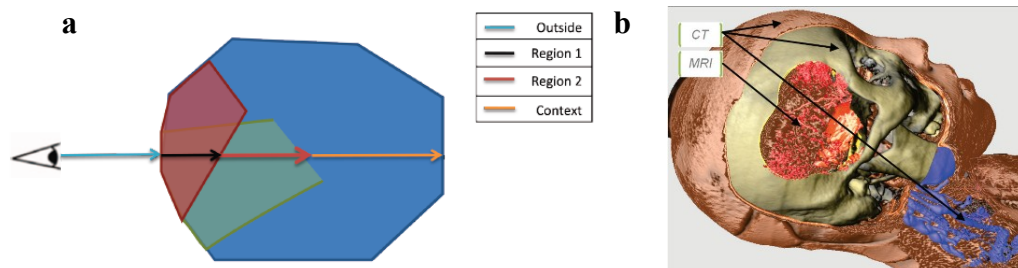 a
Outside
Region 1
Region 2
Context
b
CT
MRI